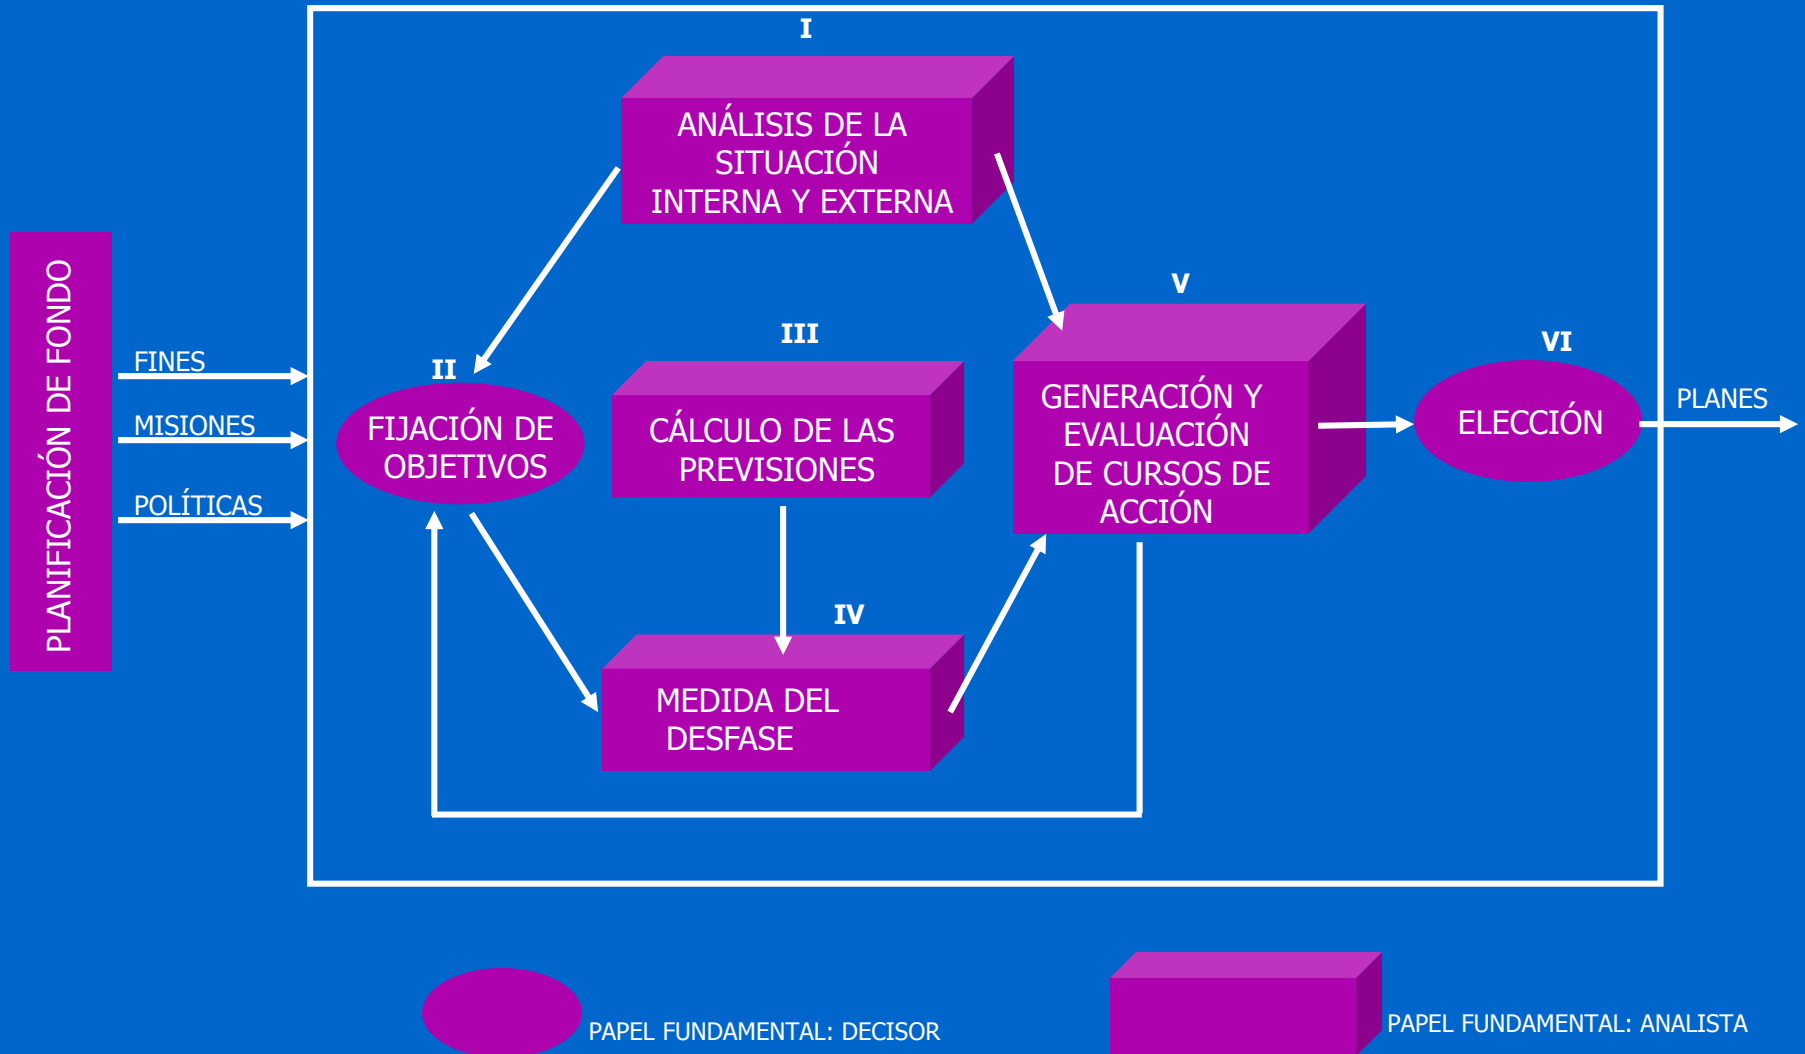 PLANIFICACIÓN DE FONDO
FINES
MISIONES
POLÍTICAS
I
ANÁLISIS DE LA
SITUACIÓN
INTERNA Y EXTERNA
II
FIJACIÓN DE
OBJETIVOS
III
CÁLCULO DE LAS
PREVISIONES
IV
MEDIDA DEL
DESFASE
V
GENERACIÓN Y
EVALUACIÓN
DE CURSOS DE
ACCIÓN
VI
ELECCIÓN
PLANES
PAPEL FUNDAMENTAL: DECISOR
PAPEL FUNDAMENTAL: ANALISTA